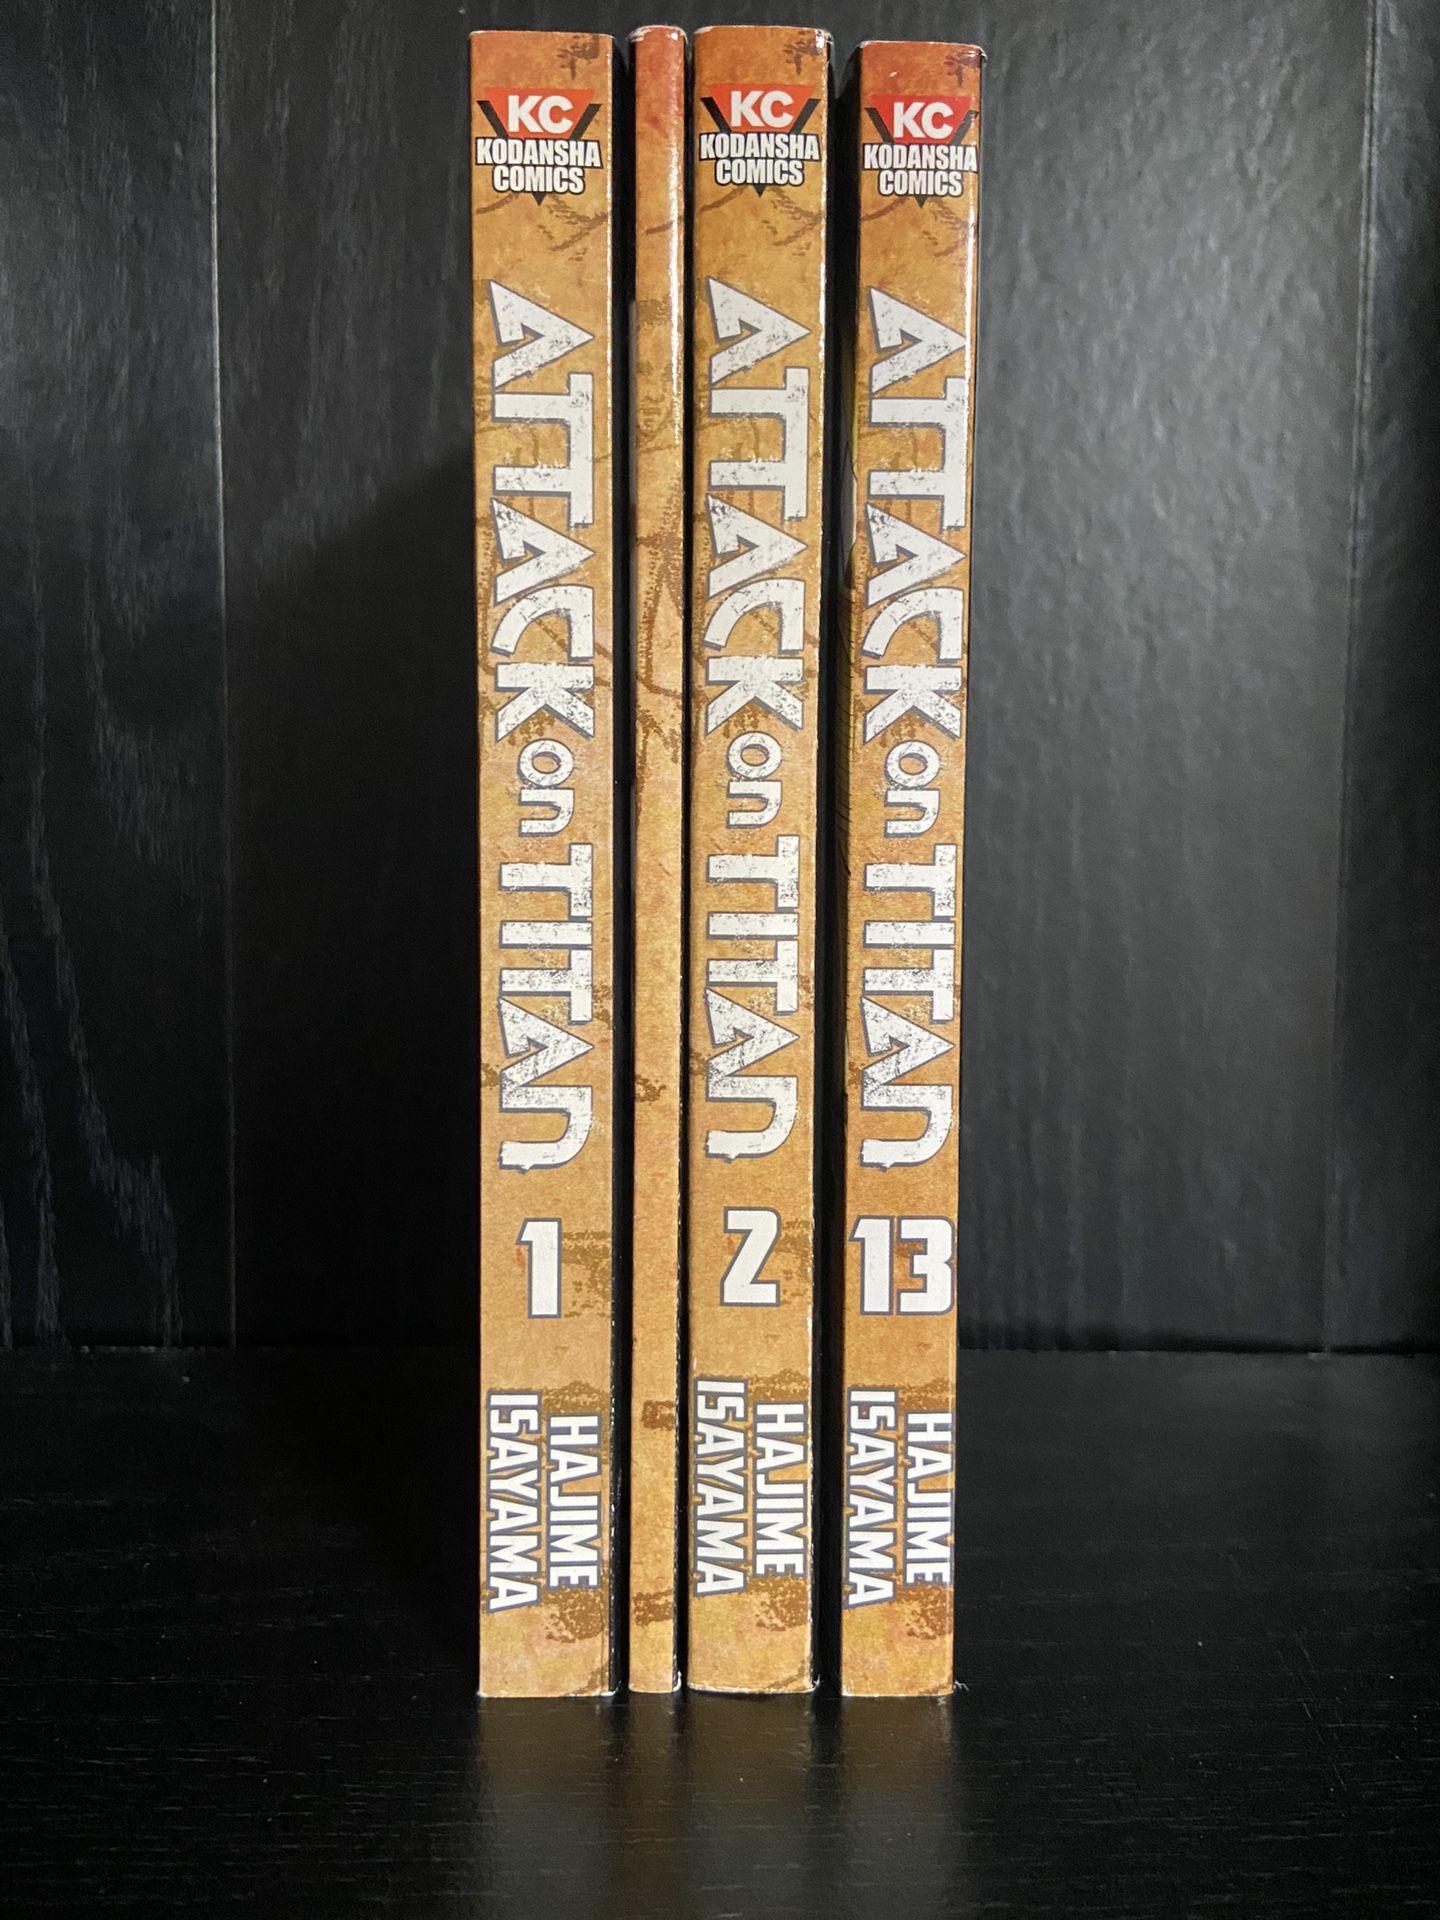 KC
KODANSHA
COMICS
ATTACK on TITAN
1
HAJIME
ISAYAMA
KC
KODANSHA
COMICS
ATTACK on TITAN
2
HAJIME
ISAYAMA
KC
KODANSHA
COMICS
ATTACK on TITAN
13
HAJIME
ISAYAMA